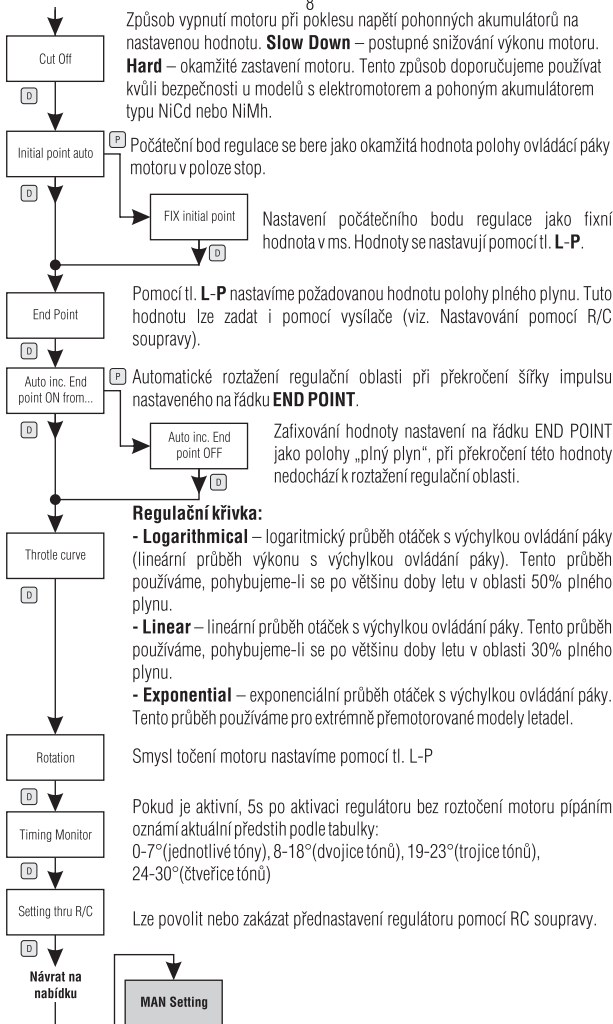 8
Způsob vypnutí motoru při poklesu napětí pohonných akumulátorů na
nastavenou hodnotu. Slow Down – postupné snižování výkonu motoru.
Hard – okamžité zastavení motoru. Tento způsob doporučujeme používat
kvůli bezpečnosti u modelů s elektromotorem a pohoným akumulátorem
typu NiCd nebo NiMh.
Cut Off
D
Initial point auto
P
Počáteční bod regulace se bere jako okamžitá hodnota polohy ovládácí páky
motoru v poloze stop.
D
FIX initial point
Nastavení počátečního bodu regulace jako fixní
hodnota v ms. Hodnoty se nastavují pomocí tl. L-P.
D
End Point
Pomocí tl. L-P nastavíme požadovanou hodnotu polohy plného plynu. Tuto
hodnotu lze zadat i pomocí vysílače (viz. Nastavování pomocí R/C
soupravy).
D
Auto inc. End
point ON from...
P
Automatické roztažení regulační oblasti při překročení šířky impulsu
nastaveného na řádku END POINT.
D
Auto inc. End
point OFF
Zafixování hodnoty nastavení na řádku END POINT
jako polohy „plný plyn“, při překročení této hodnoty
nedochází k roztažení regulační oblasti.
D
Throttle curve
D
Regulační křivka:
- Logarithmical – logaritmický průběh otáček s výchylkou ovládání páky
(lineární průběh výkonu s výchylkou ovládání páky). Tento průběh
používáme, pohybujeme-li se po většinu doby letu v oblasti 50% plného
plynu.
- Linear – lineární průběh otáček s výchylkou ovládání páky. Tento průběh
používáme, pohybujeme-li se po většinu doby letu v oblasti 30% plného
plynu.
- Exponential – exponenciální průběh otáček s výchylkou ovládání páky.
Tento průběh používáme pro extrémně přemotorované modely letadel.
Rotation
Smysl točení motoru nastavíme pomocí tl. L-P
D
Timing Monitor
Pokud je aktivní, 5s po aktivaci regulátoru bez roztočení motoru pípáním
oznámí aktuální předstih podle tabulky:
0-7°(jednotlivé tóny), 8-18°(dvojice tónů), 19-23°(trojice tónů),
24-30°(čtveřice tónů)
D
Setting thru R/C
Lze povolit nebo zakázat přednastavení regulátoru pomocí RC soupravy.
D
Návrat na
nabídku
MAN Setting